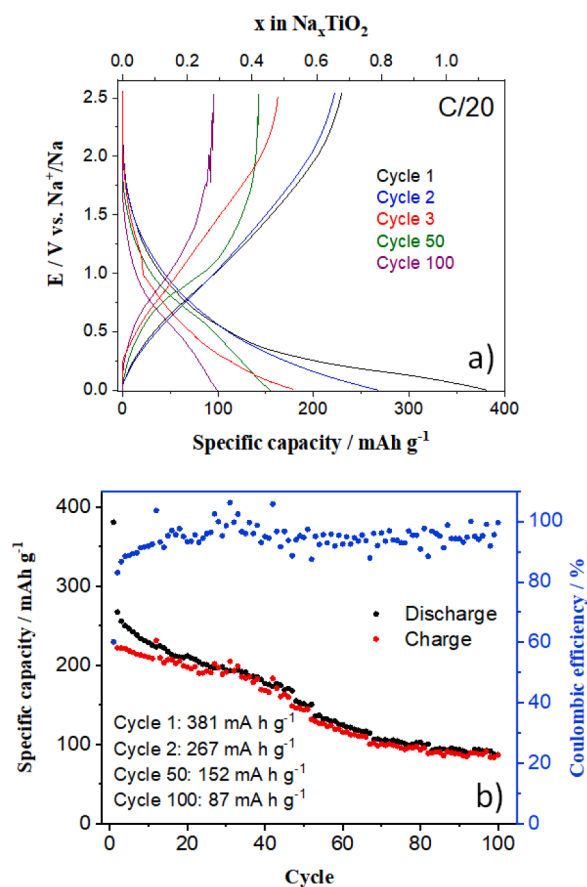 x in NaxTiO2
0.0 0.2 0.4 0.6 0.8 1.0
C/20
2.5
2.0
1.5
1.0
0.5
0.0
E / V vs. Na+/Na
Cycle 1
Cycle 2
Cycle 3
Cycle 50
Cycle 100
a)
0 100 200 300 400
Specific capacity / mAh g-1
400
300
200
100
0
Specific capacity / mAh g-1
100
80
60
40
20
0
Coulombic efficiency / %
Discharge
Charge
Cycle 1: 381 mA h g-1
Cycle 2: 267 mA h g-1
Cycle 50: 152 mA h g-1
Cycle 100: 87 mA h g-1
b)
0 20 40 60 80 100
Cycle